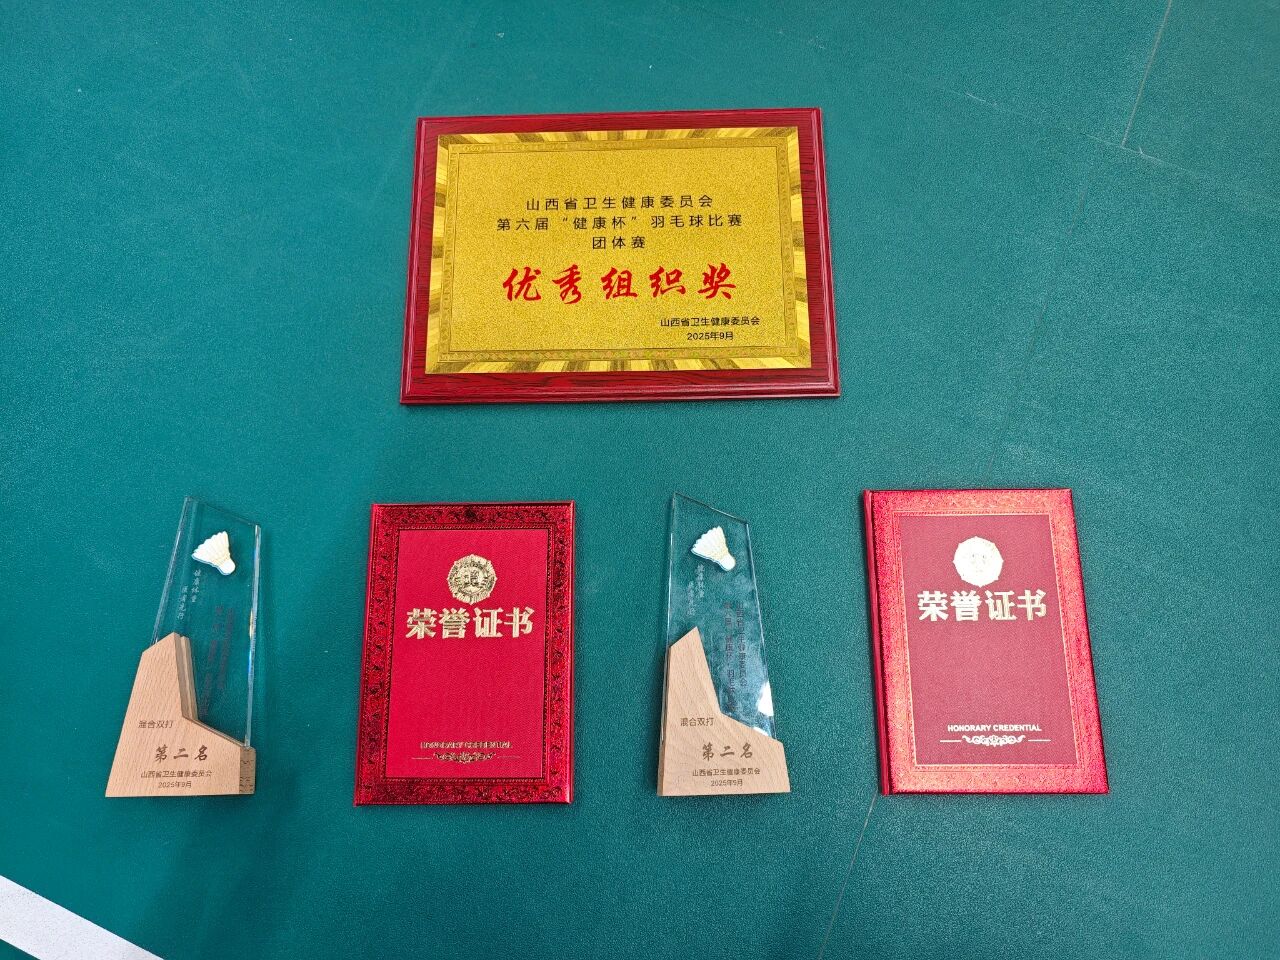 山西省卫生健康委员会
第六届“健康杯”羽毛球比赛
团体赛
优秀组织奖
山西省卫生健康委员会
2025年9月
混合双打
第二名
山西省卫生健康委员会
2025年9月
荣誉证书
HONORARY CREDENTIAL
混合双打
第二名
山西省卫生健康委员会
2025年9月
荣誉证书
HONORARY CREDENTIAL